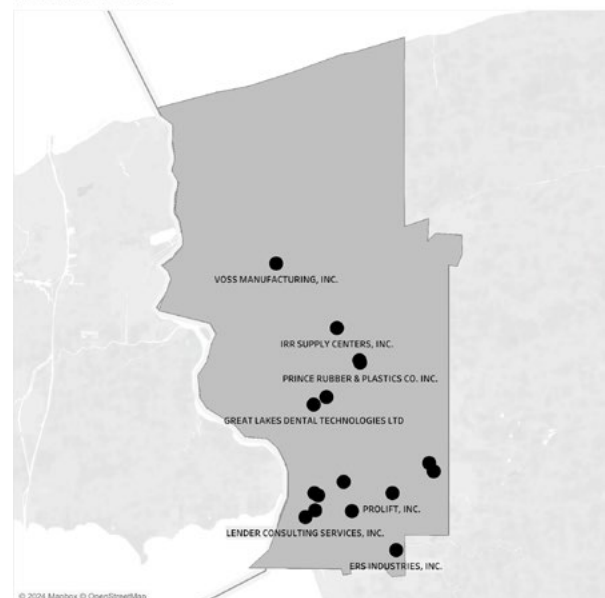 VOSS MANUFACTURING, INC.
IRR SUPPLY CENTERS, INC.
PRINCE RUBBER & PLASTICS CO. INC.
GREAT LAKES DENTAL TECHNOLOGIES LTD
PROLIFT, INC.
LENDER CONSULTING SERVICES, INC.
ERS INDUSTRIES, INC.
© 2024 Mapbox © OpenStreetMap